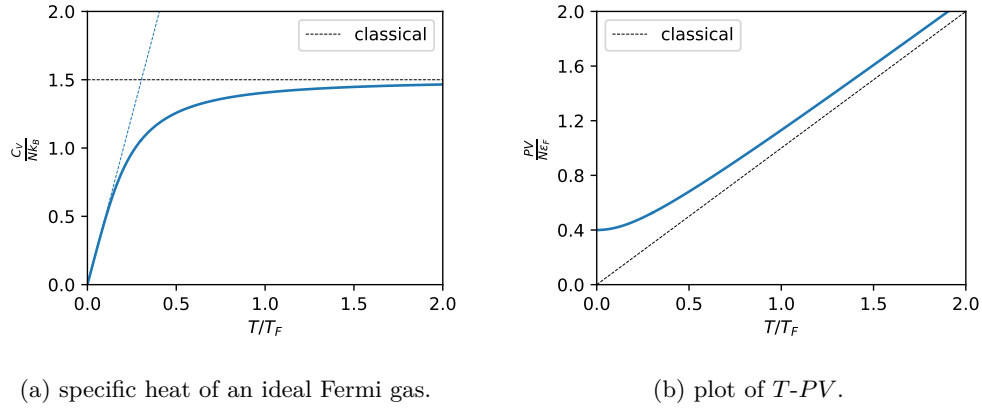 2.0
1.5
1.0
0.5
0.0
C_V / Nk_B
0.0 0.5 1.0 1.5 2.0
T/T_F
classical
(a) specific heat of an ideal Fermi gas.
2.0
1.6
1.2
0.8
0.4
0.0
PV / Nε_F
0.0 0.5 1.0 1.5 2.0
T/T_F
classical
(b) plot of T-PV.